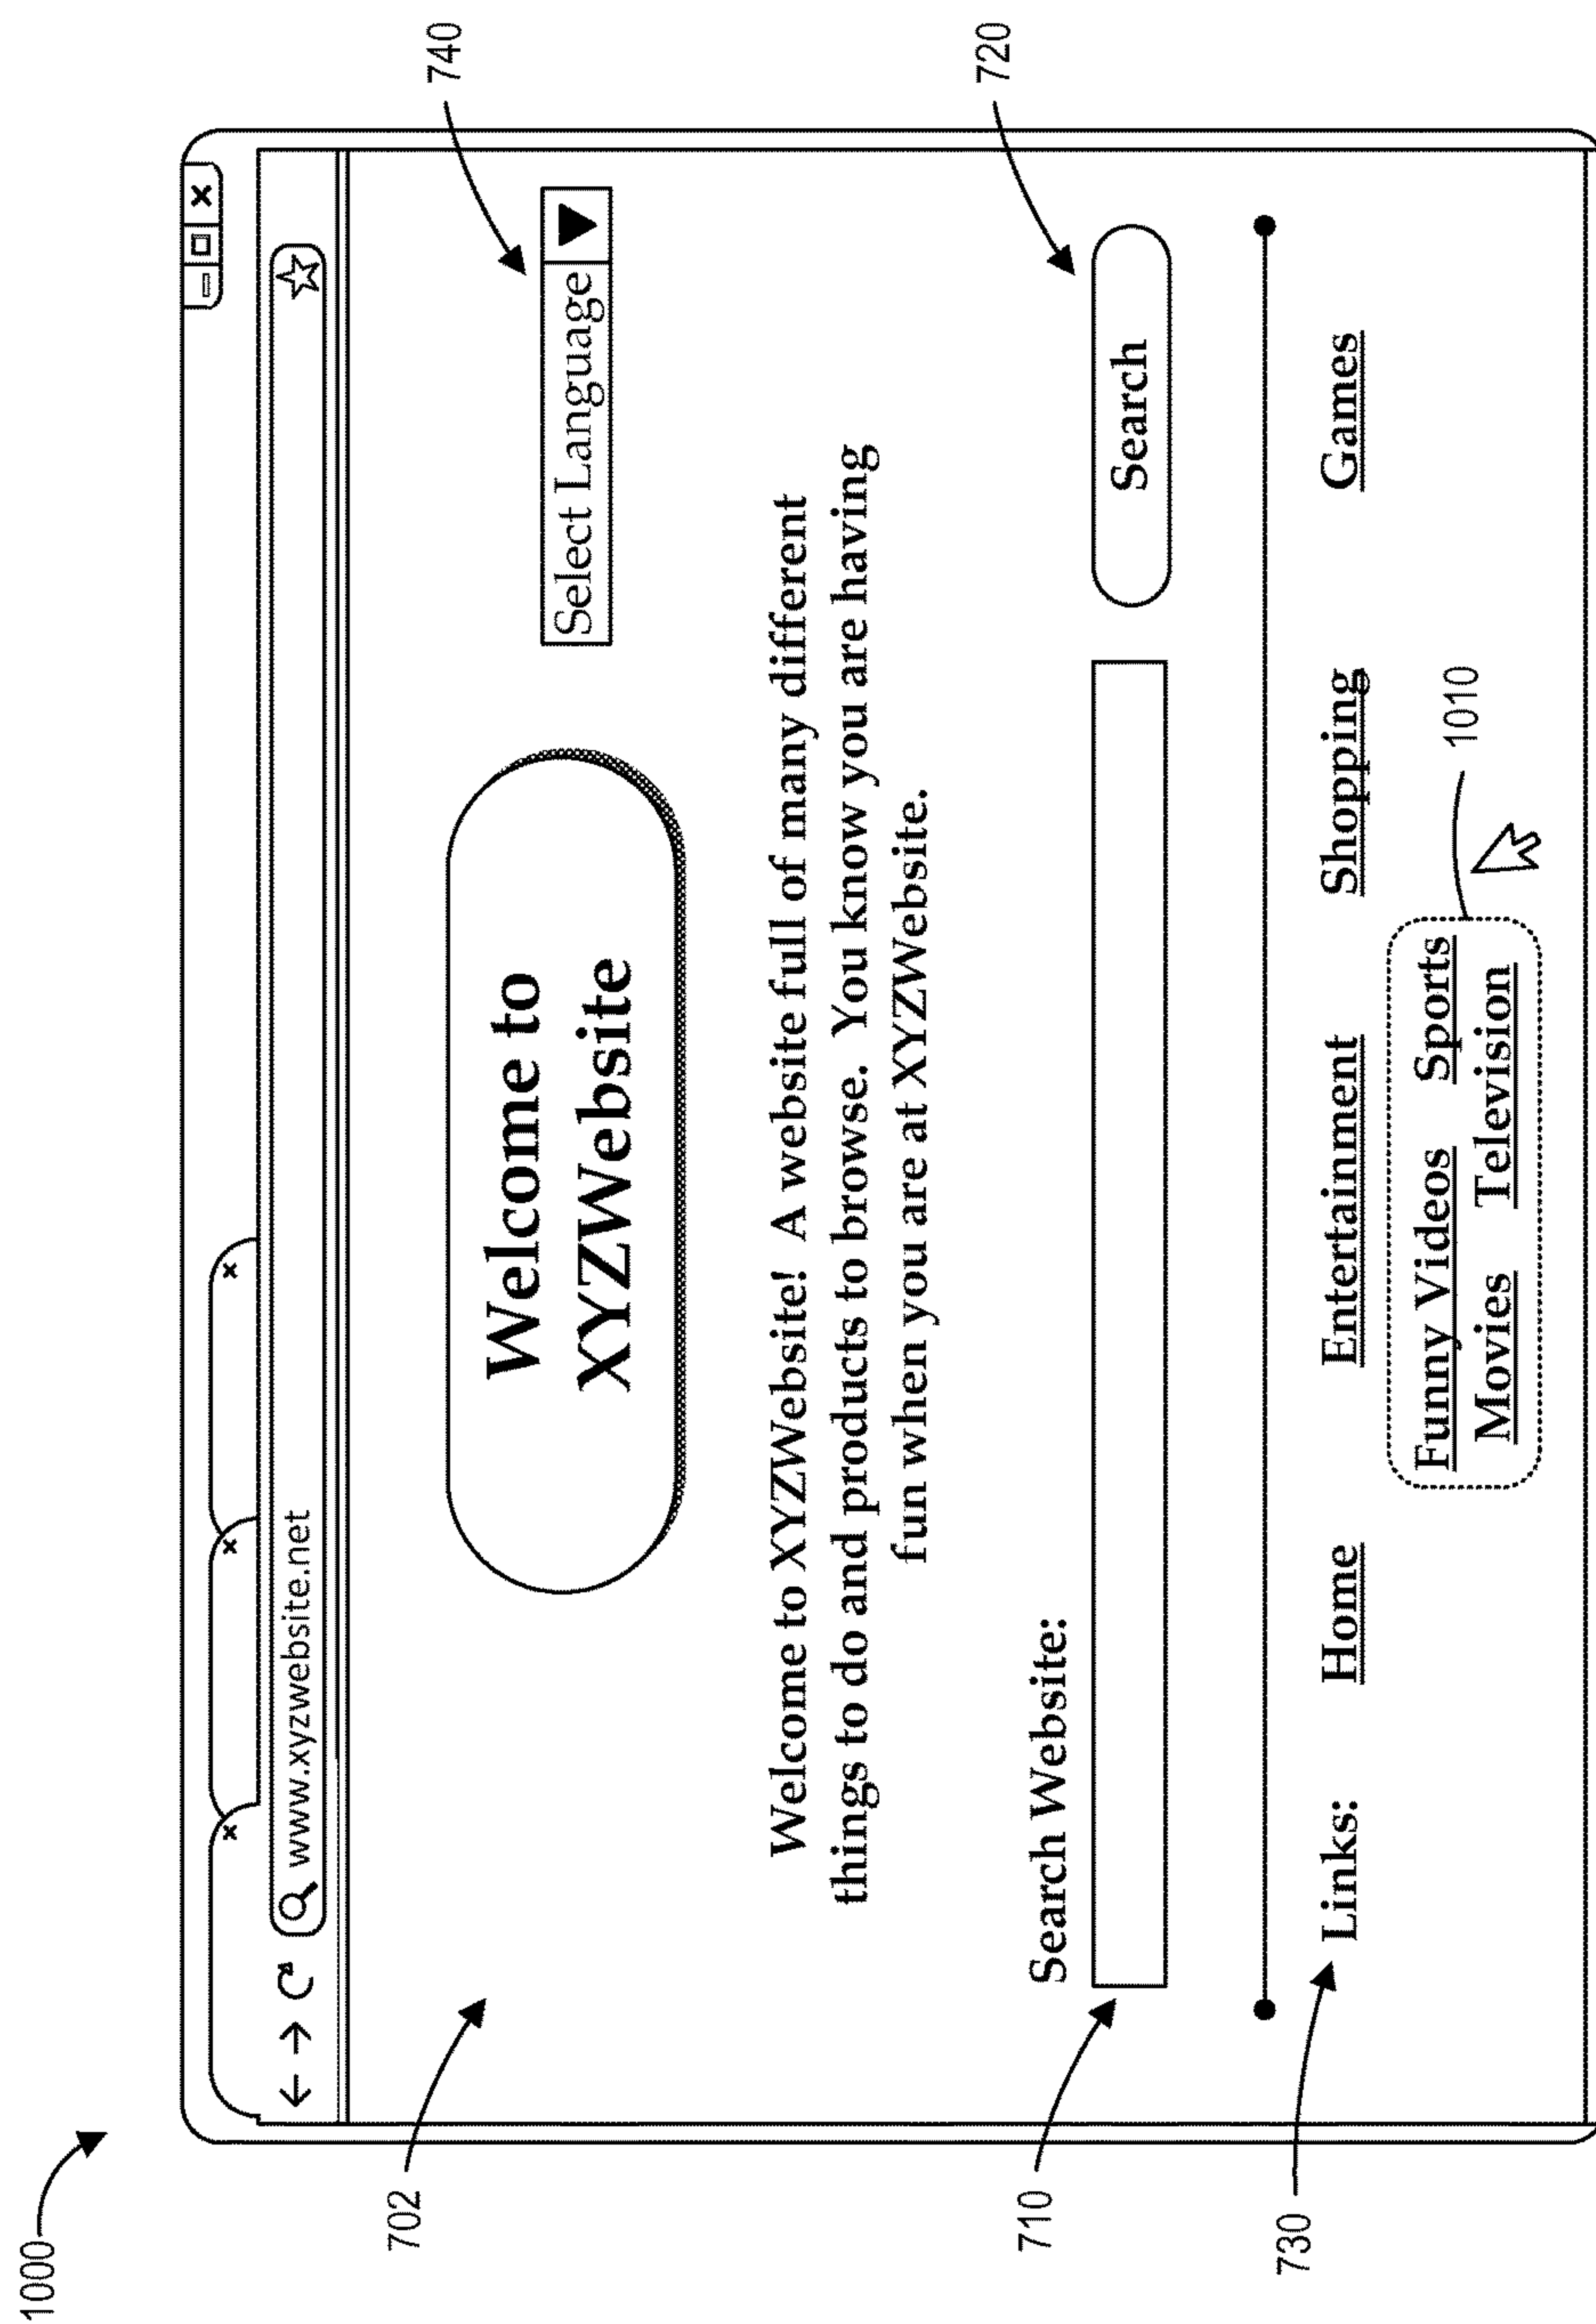 1000
www.xyzwebsite.net
702
740
Welcome to
XYZWebsite
Select Language
Welcome to XYZWebsite! A website full of many different
things to do and products to browse. You know you are having
fun when you are at XYZWebsite.
Search Website:
710
720
Search
730
Links: Home Entertainment Shopping Games
Funny Videos Sports
Movies Television
1010